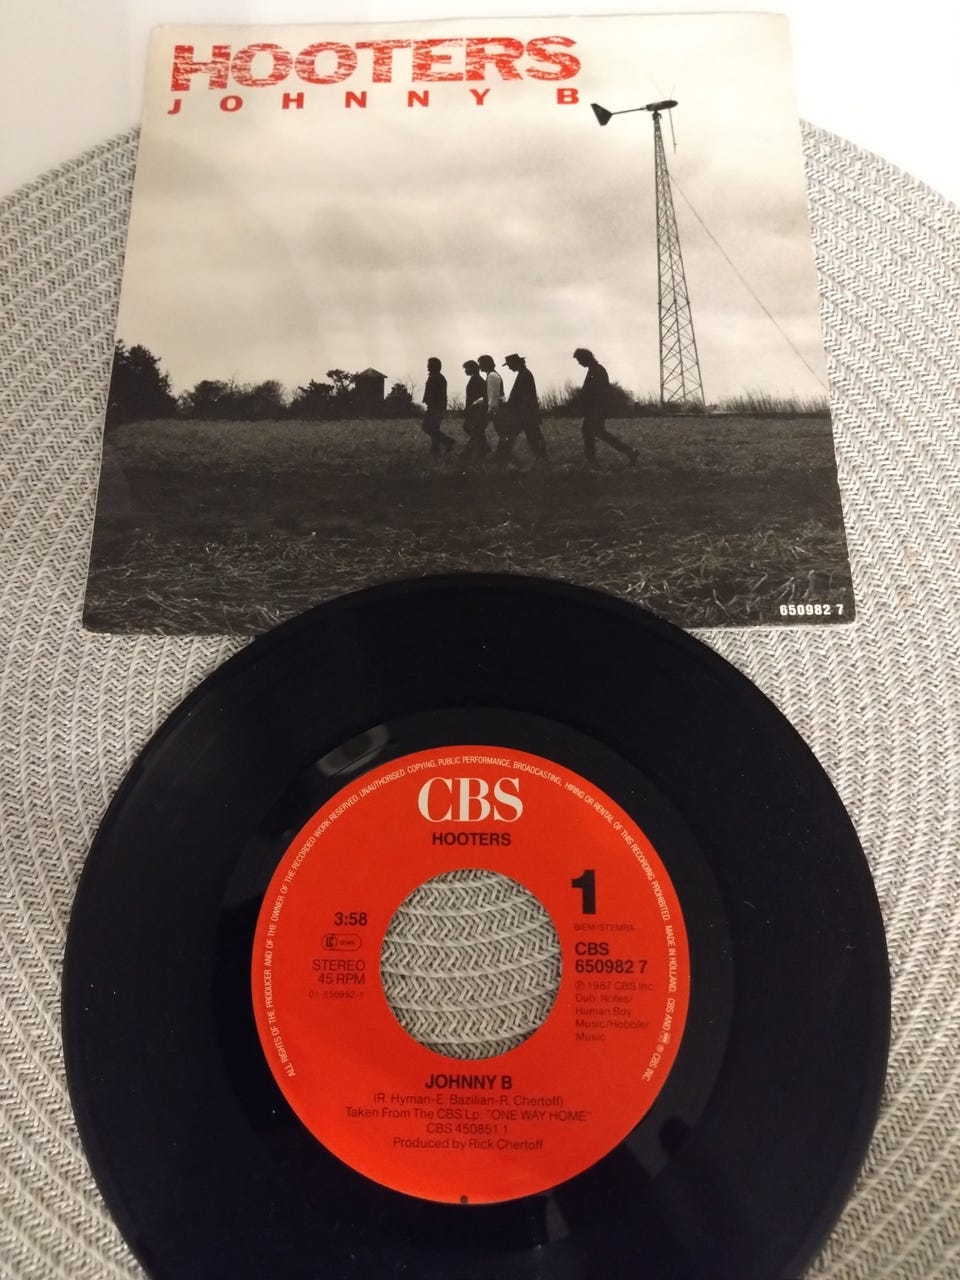 HOOTERS
JOHNNY B
650982 7
ALL RIGHTS OF THE PRODUCER AND OF THE OWNER OF THE RECORDED WORK RESERVED. UNAUTHORISED COPYING, PUBLIC PERFORMANCE, BROADCASTING, HIRING OR RENTAL OF THIS RECORDING PROHIBITED. MADE IN HOLLAND. CBS AND ® CBS INC.
CBS
HOOTERS
1
BIEM/STEMRA
3:58
LC 0149
STEREO
45 RPM
01-650982-1
CBS
650982 7
℗ 1987 CBS Inc
Dub. Notes/
Human Boy
Music/Hobbler
Music
JOHNNY B
(R. Hyman-E. Bazilian-R. Chertoff)
Taken From The CBS Lp: "ONE WAY HOME"
CBS 450851 1
Produced by Rick Chertoff